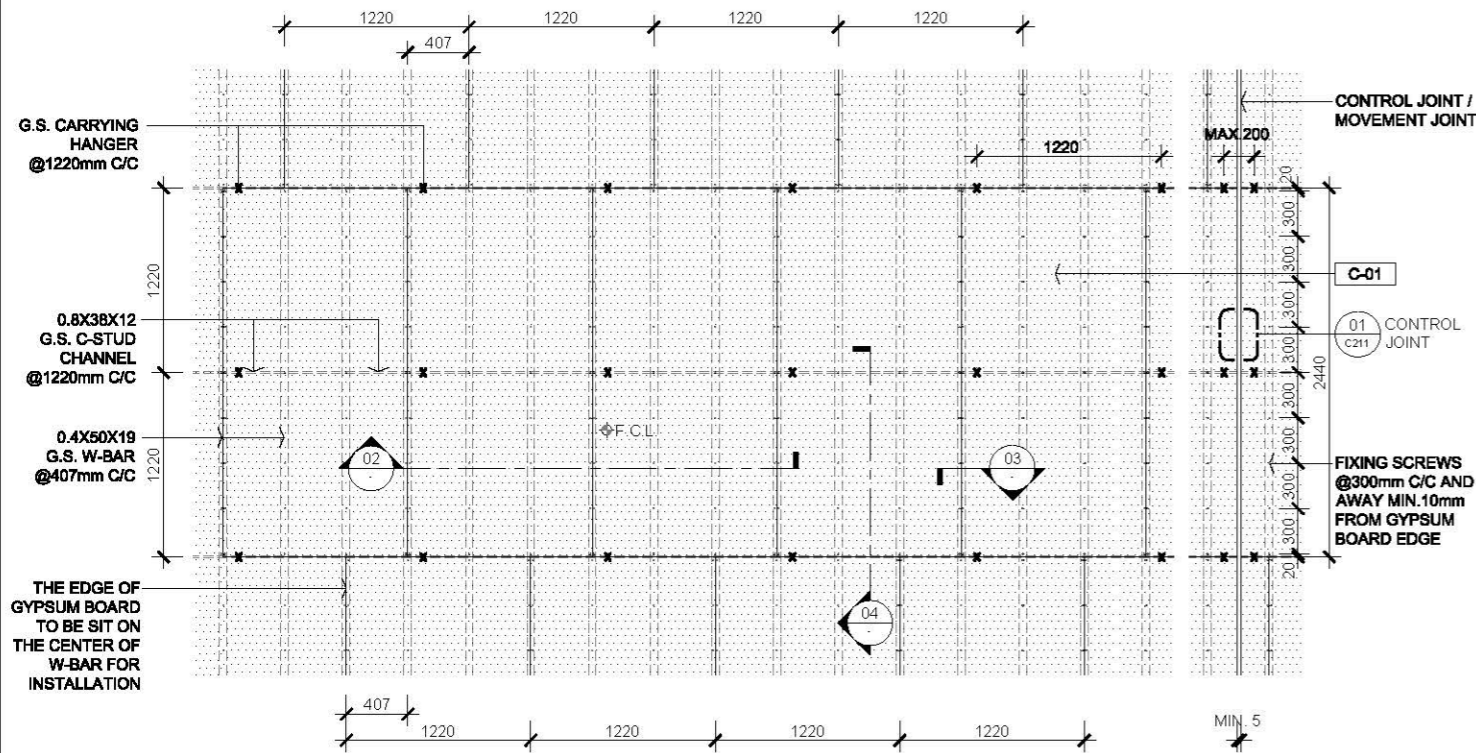 1220
1220
1220
1220
407
G.S. CARRYING
HANGER
@1220mm C/C
CONTROL JOINT /
MOVEMENT JOINT
MAX.200
1220
20
300
300
300
300
300
300
300
300
20
2440
1220
1220
C-01
01
C211
CONTROL
JOINT
0.8X38X12
G.S. C-STUD
CHANNEL
@1220mm C/C
0.4X50X19
G.S. W-BAR
@407mm C/C
F.C.L
02
-
03
-
04
-
FIXING SCREWS
@300mm C/C AND
AWAY MIN.10mm
FROM GYPSUM
BOARD EDGE
THE EDGE OF
GYPSUM BOARD
TO BE SIT ON
THE CENTER OF
W-BAR FOR
INSTALLATION
407
1220
1220
1220
1220
MIN. 5